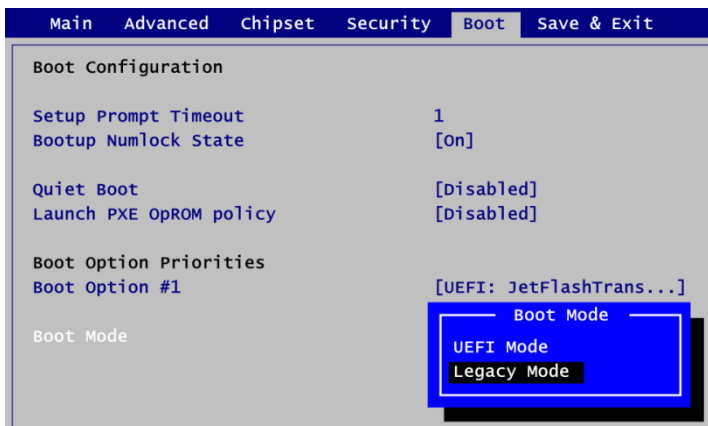 Main Advanced Chipset Security Boot Save & Exit
Boot Configuration
Setup Prompt Timeout 1
Bootup Numlock State [On]
Quiet Boot [Disabled]
Launch PXE OpROM policy [Disabled]
Boot Option Priorities
Boot Option #1 [UEFI: JetFlashTrans...]
Boot Mode
Boot Mode
UEFI Mode
Legacy Mode